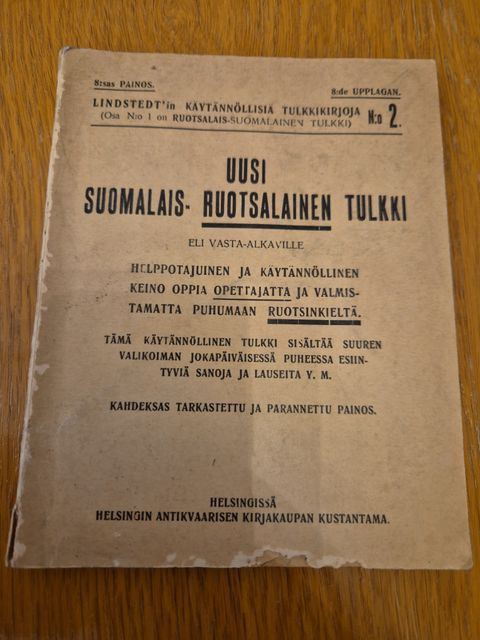 8:sas PAINOS.
8:de UPPLAGAN.
LINDSTEDT'in KÄYTÄNNÖLLISIÄ TULKKIKIRJOJA
(Osa N:o 1 on RUOTSALAIS-SUOMALAINEN TULKKI) N:o 2.
UUSI
SUOMALAIS- RUOTSALAINEN TULKKI
ELI VASTA-ALKAVILLE
HELPPOTAJUINEN JA KÄYTÄNNÖLLINEN
KEINO OPPIA OPETTAJATTA JA VALMIS-
TAMATTA PUHUMAAN RUOTSINKIELTÄ.
TÄMÄ KÄYTÄNNÖLLINEN TULKKI SISÄLTÄÄ SUUREN
VALIKOIMAN JOKAPÄIVÄISESSÄ PUHEESSA ESIIN-
TYVIÄ SANOJA JA LAUSEITA Y. M.
KAHDEKSAS TARKASTETTU JA PARANNETTU PAINOS.
HELSINGISSÄ
HELSINGIN ANTIKVAARISEN KIRJAKAUPAN KUSTANTAMA.